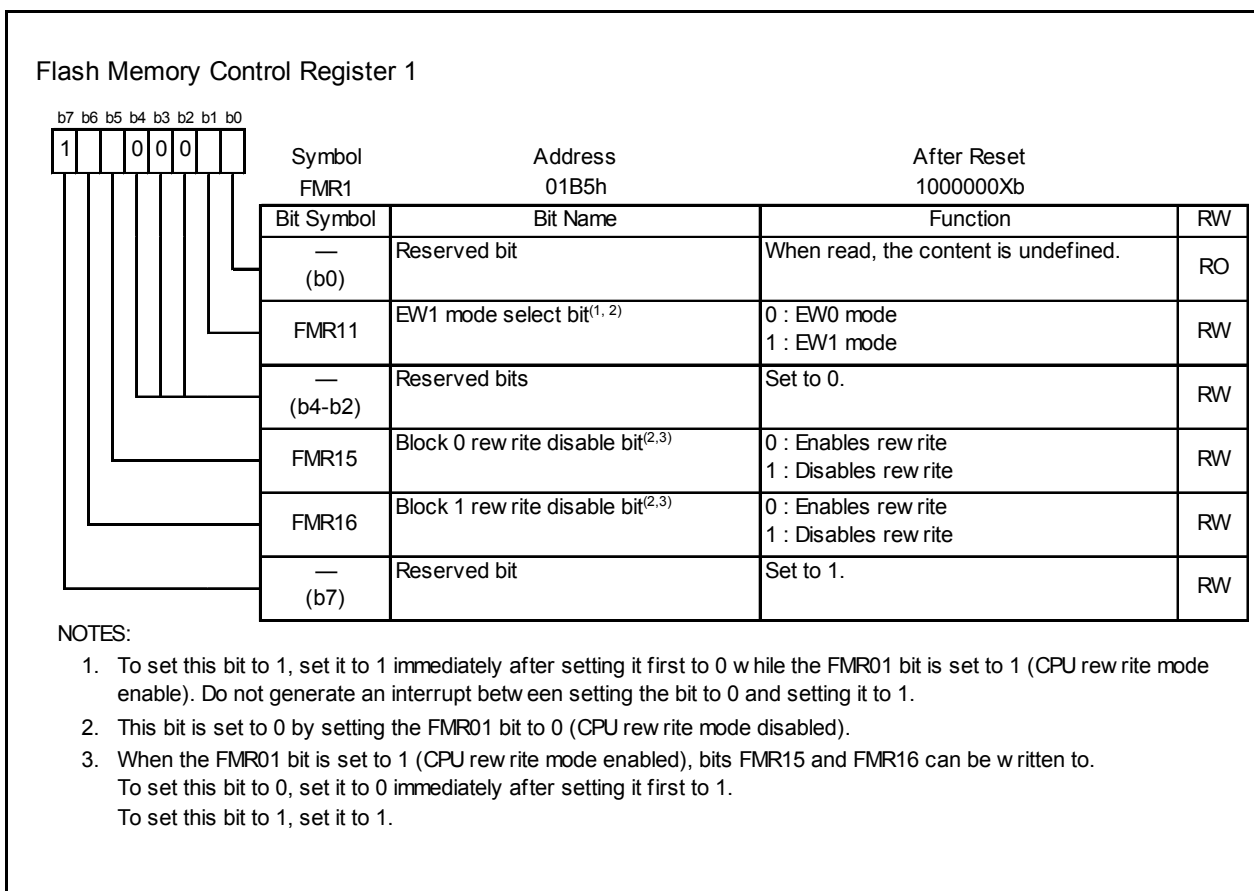 Flash Memory Control Register 1
b7 b6 b5 b4 b3 b2 b1 b0
1 0 0 0
Symbol Address After Reset
FMR1 01B5h 1000000Xb
Bit Symbol Bit Name Function RW
— (b0) Reserved bit When read, the content is undefined. RO
FMR11 EW1 mode select bit(1, 2) 0 : EW0 mode
1 : EW1 mode RW
— (b4-b2) Reserved bits Set to 0. RW
FMR15 Block 0 rewrite disable bit(2,3) 0 : Enables rewrite
1 : Disables rewrite RW
FMR16 Block 1 rewrite disable bit(2,3) 0 : Enables rewrite
1 : Disables rewrite RW
— (b7) Reserved bit Set to 1. RW
NOTES:
1. To set this bit to 1, set it to 1 immediately after setting it first to 0 while the FMR01 bit is set to 1 (CPU rewrite mode
enable). Do not generate an interrupt between setting the bit to 0 and setting it to 1.
2. This bit is set to 0 by setting the FMR01 bit to 0 (CPU rewrite mode disabled).
3. When the FMR01 bit is set to 1 (CPU rewrite mode enabled), bits FMR15 and FMR16 can be written to.
To set this bit to 0, set it to 0 immediately after setting it first to 1.
To set this bit to 1, set it to 1.